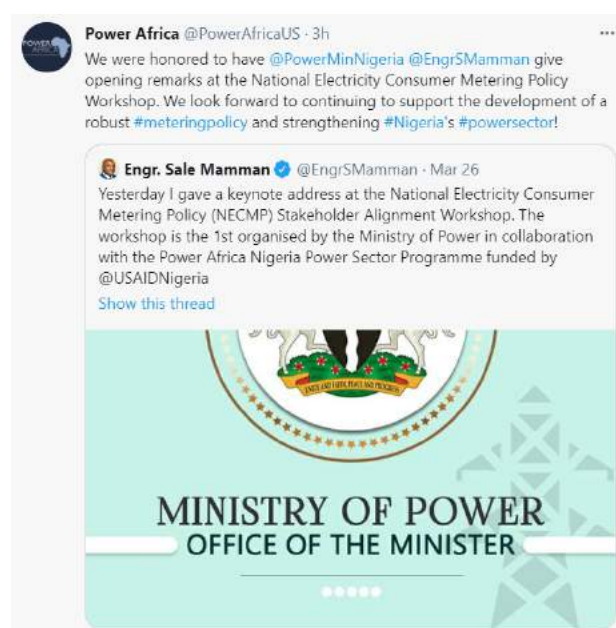 POWER
AFRICA
Power Africa @PowerAfricaUS · 3h
We were honored to have @PowerMinNigeria @EngrSMamman give
opening remarks at the National Electricity Consumer Metering Policy
Workshop. We look forward to continuing to support the development of a
robust #meteringpolicy and strengthening #Nigeria's #powersector!
Engr. Sale Mamman @EngrSMamman · Mar 26
Yesterday I gave a keynote address at the National Electricity Consumer
Metering Policy (NECMP) Stakeholder Alignment Workshop. The
workshop is the 1st organised by the Ministry of Power in collaboration
with the Power Africa Nigeria Power Sector Programme funded by
@USAIDNigeria
Show this thread
UNITY AND FAITH, PEACE AND PROGRESS
MINISTRY OF POWER
OFFICE OF THE MINISTER